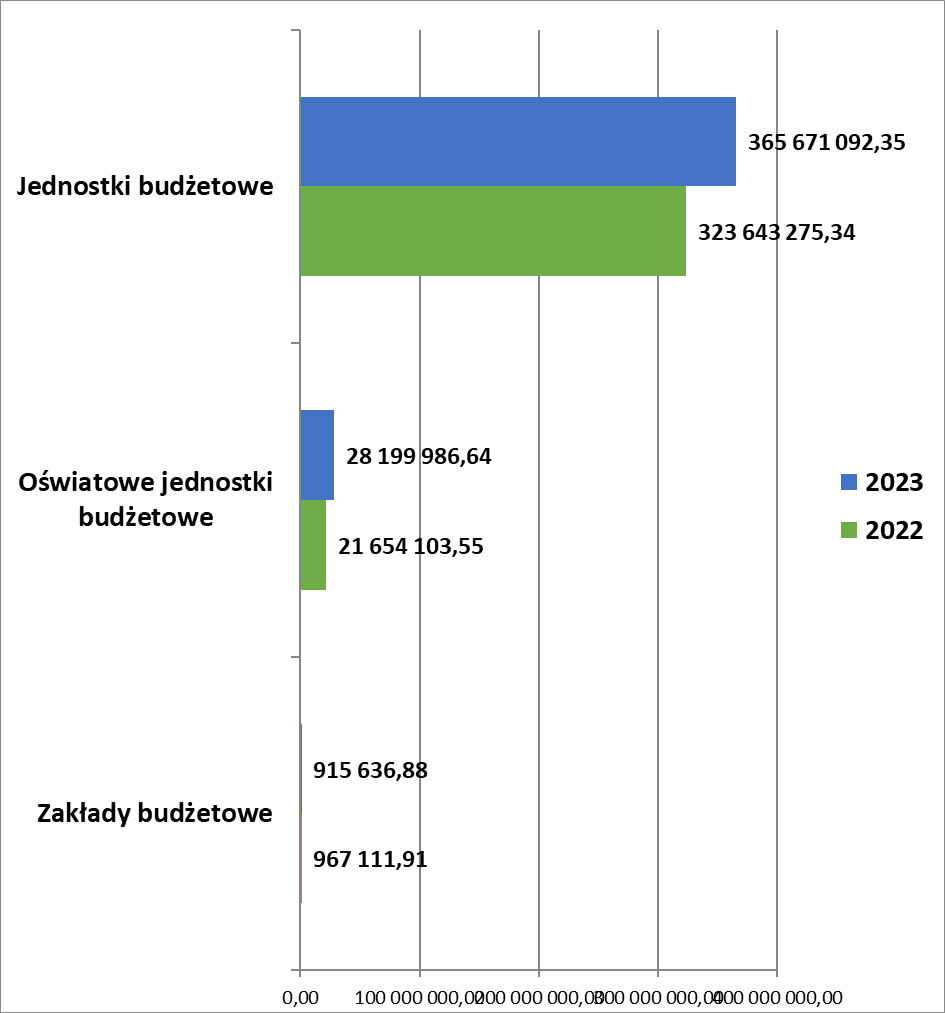 Jednostki budżetowe
365 671 092,35
323 643 275,34
Oświatowe jednostki
budżetowe
28 199 986,64
21 654 103,55
2023
2022
Zakłady budżetowe
915 636,88
967 111,91
0,00 100 000 000,00 200 000 000,00 300 000 000,00 400 000 000,00